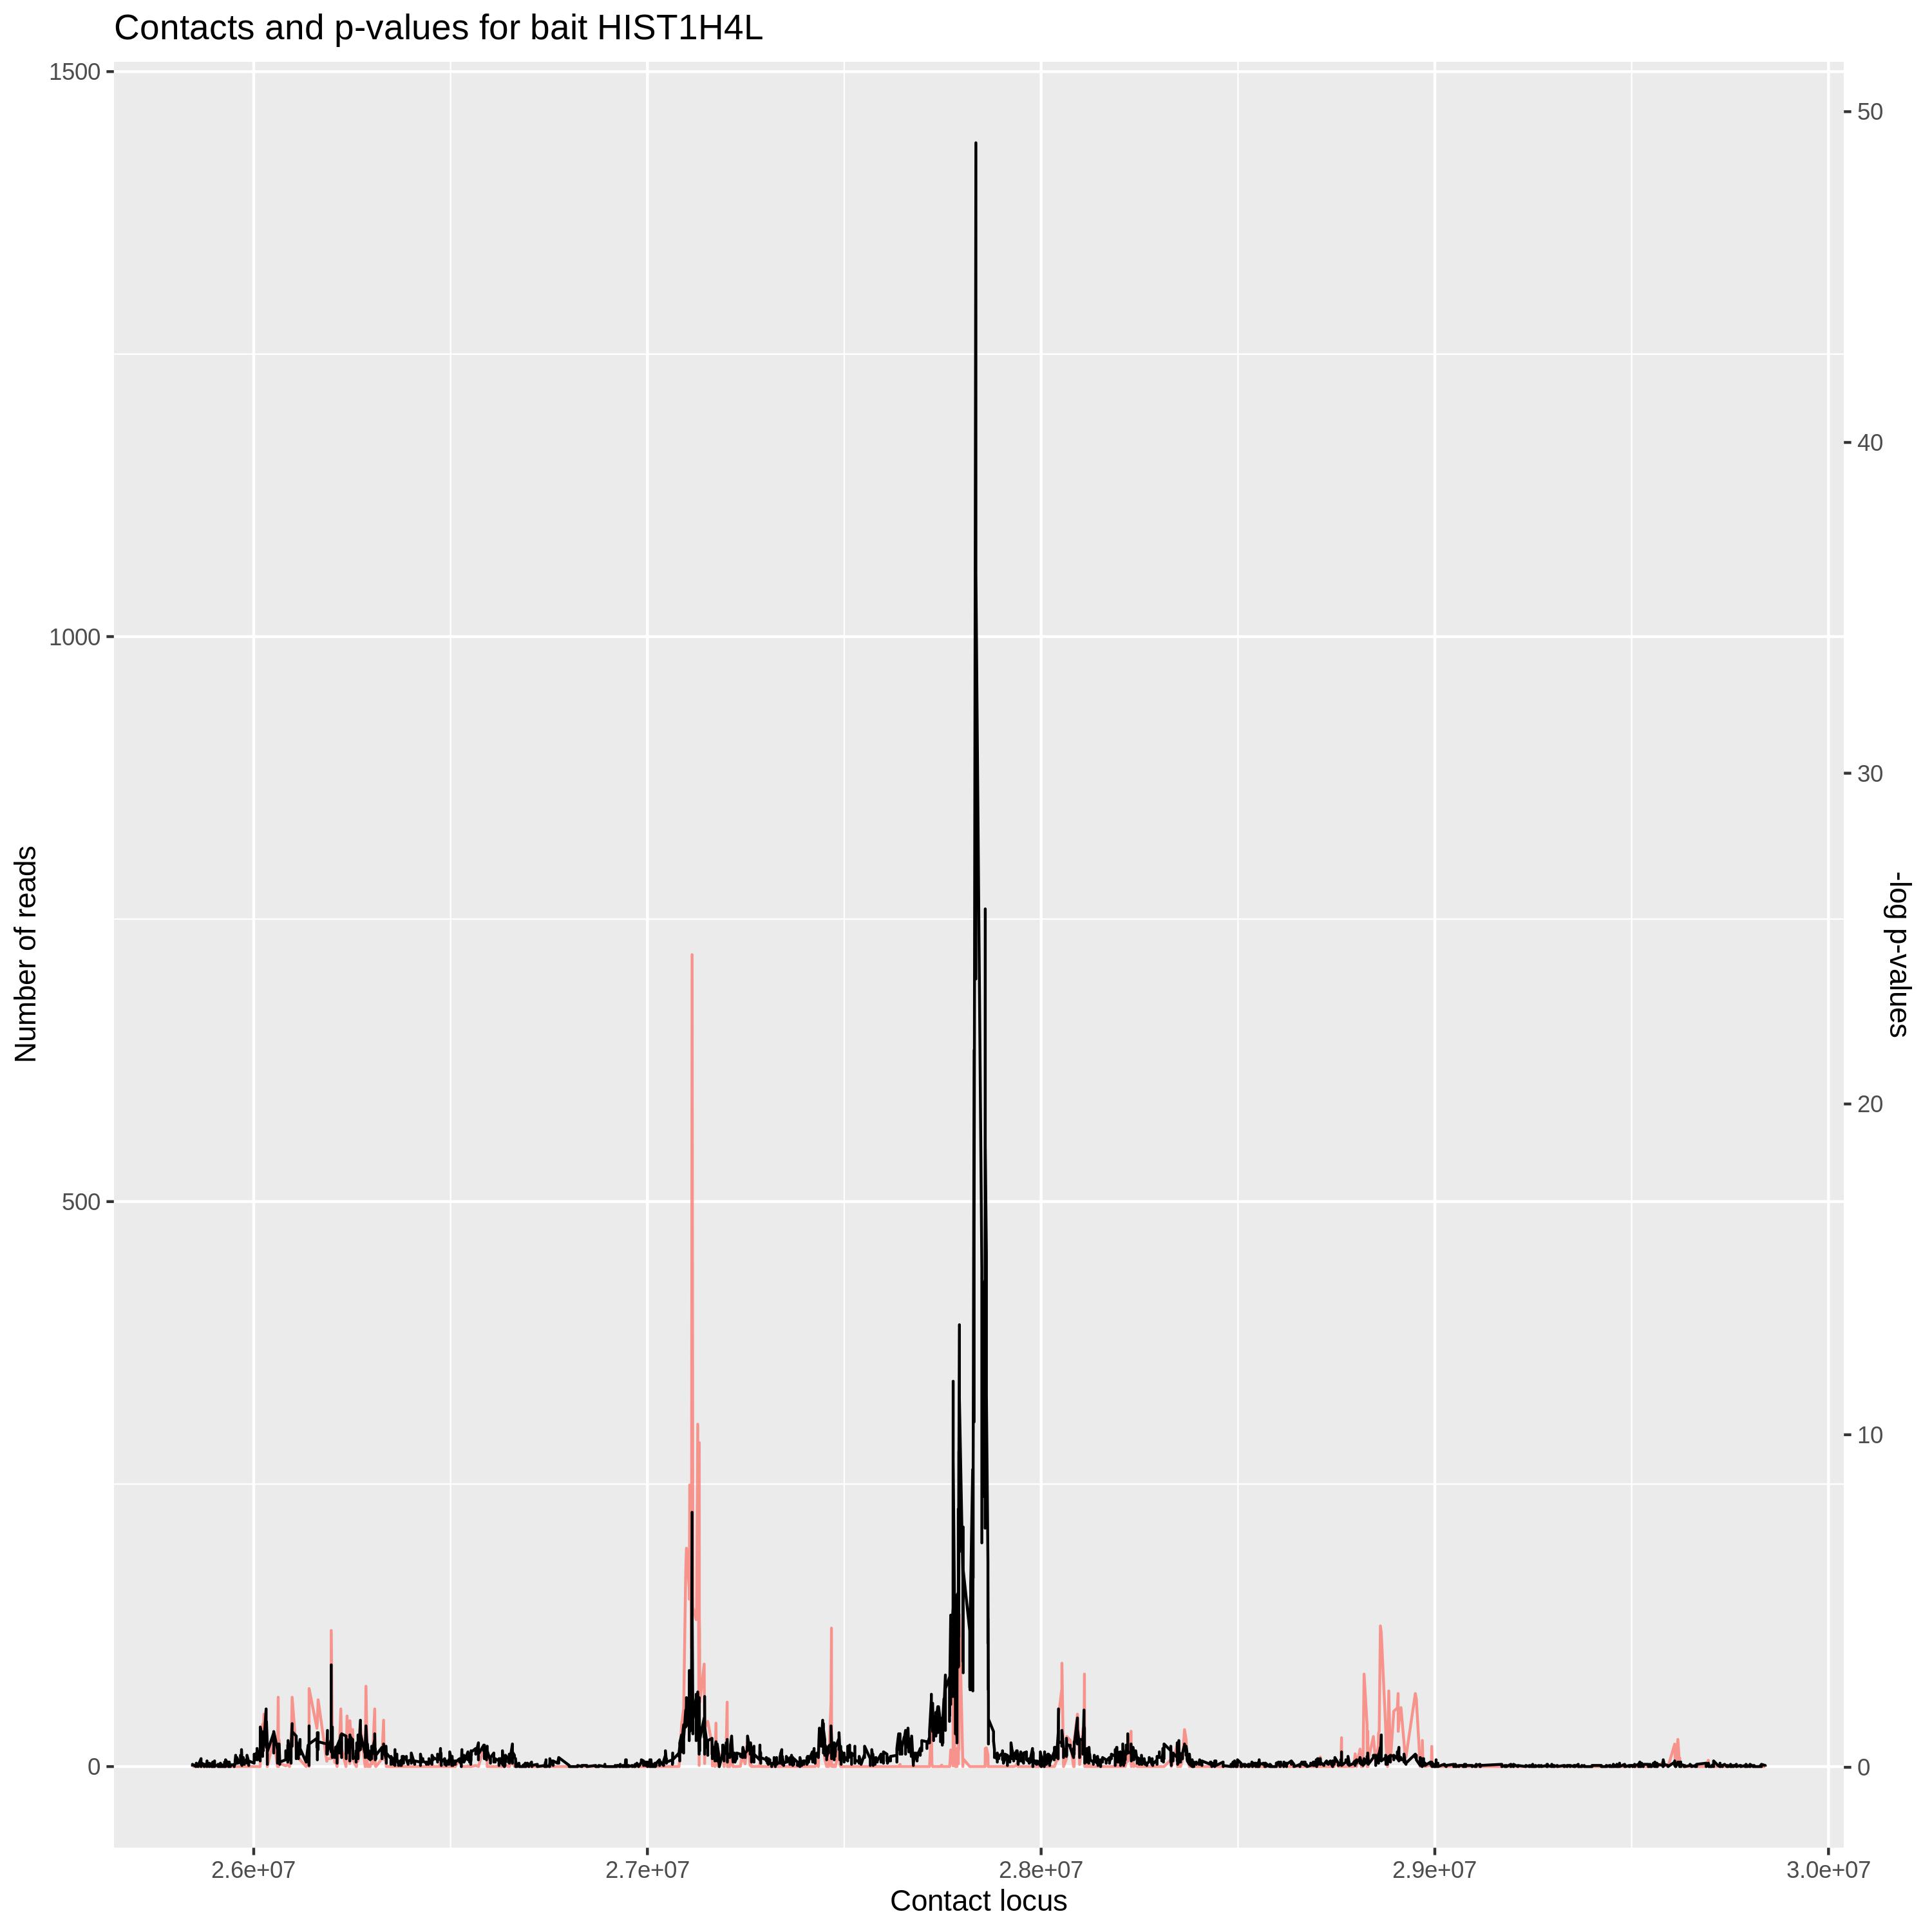 Contacts and p-values for bait HIST1H4L
1500
1000
500
0
Number of reads
50
40
30
20
10
0
-log p-values
2.6e+07
2.7e+07
2.8e+07
2.9e+07
3.0e+07
Contact locus